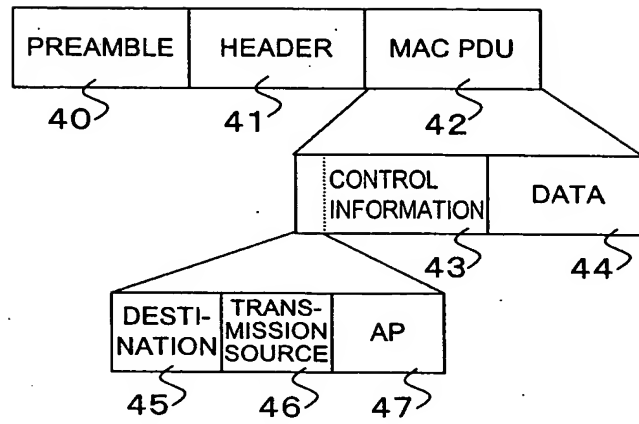 PREAMBLE HEADER MAC PDU
40 41 42
CONTROL
INFORMATION DATA
43 44
DESTI-
NATION TRANS-
MISSION
SOURCE AP
45 46 47